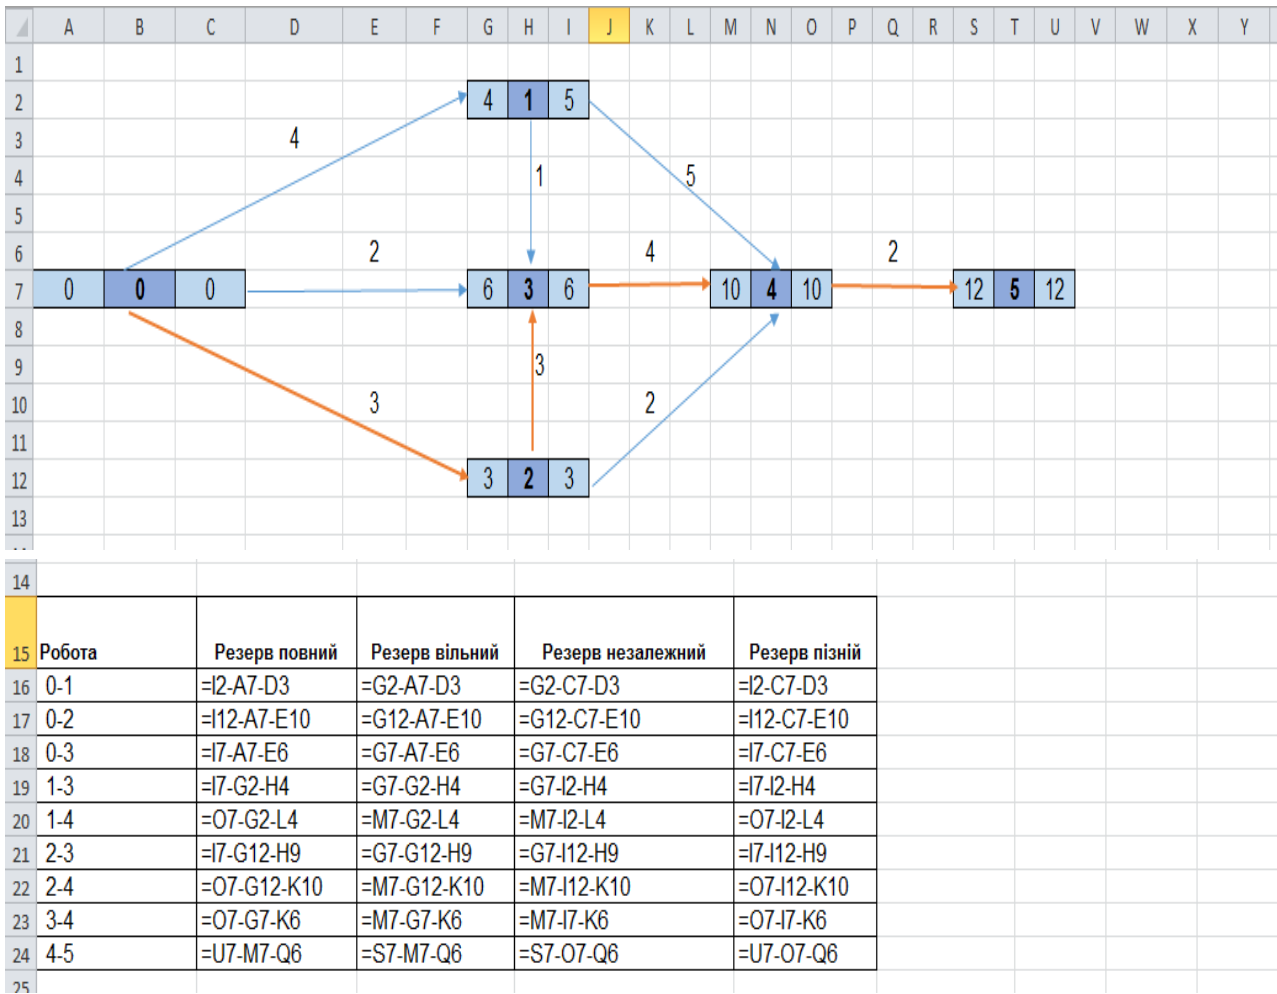 A B C D E F G H I J K L M N O P Q R S T U V W X Y
1
2 4 1 5
3 4
4 1 5
5
6 2 4 2
7 0 0 0 6 3 6 10 4 10 12 5 12
8
9 3
10 3 2
11
12 3 2 3
13
14
15 Робота Резерв повний Резерв вільний Резерв незалежний Резерв пізній
16 0-1 =I2-A7-D3 =G2-A7-D3 =G2-C7-D3 =I2-C7-D3
17 0-2 =I12-A7-E10 =G12-A7-E10 =G12-C7-E10 =I12-C7-E10
18 0-3 =I7-A7-E6 =G7-A7-E6 =G7-C7-E6 =I7-C7-E6
19 1-3 =I7-G2-H4 =G7-G2-H4 =G7-I2-H4 =I7-I2-H4
20 1-4 =O7-G2-L4 =M7-G2-L4 =M7-I2-L4 =O7-I2-L4
21 2-3 =I7-G12-H9 =G7-G12-H9 =G7-I12-H9 =I7-I12-H9
22 2-4 =O7-G12-K10 =M7-G12-K10 =M7-I12-K10 =O7-I12-K10
23 3-4 =O7-G7-K6 =M7-G7-K6 =M7-I7-K6 =O7-I7-K6
24 4-5 =U7-M7-Q6 =S7-M7-Q6 =S7-O7-Q6 =U7-O7-Q6
25